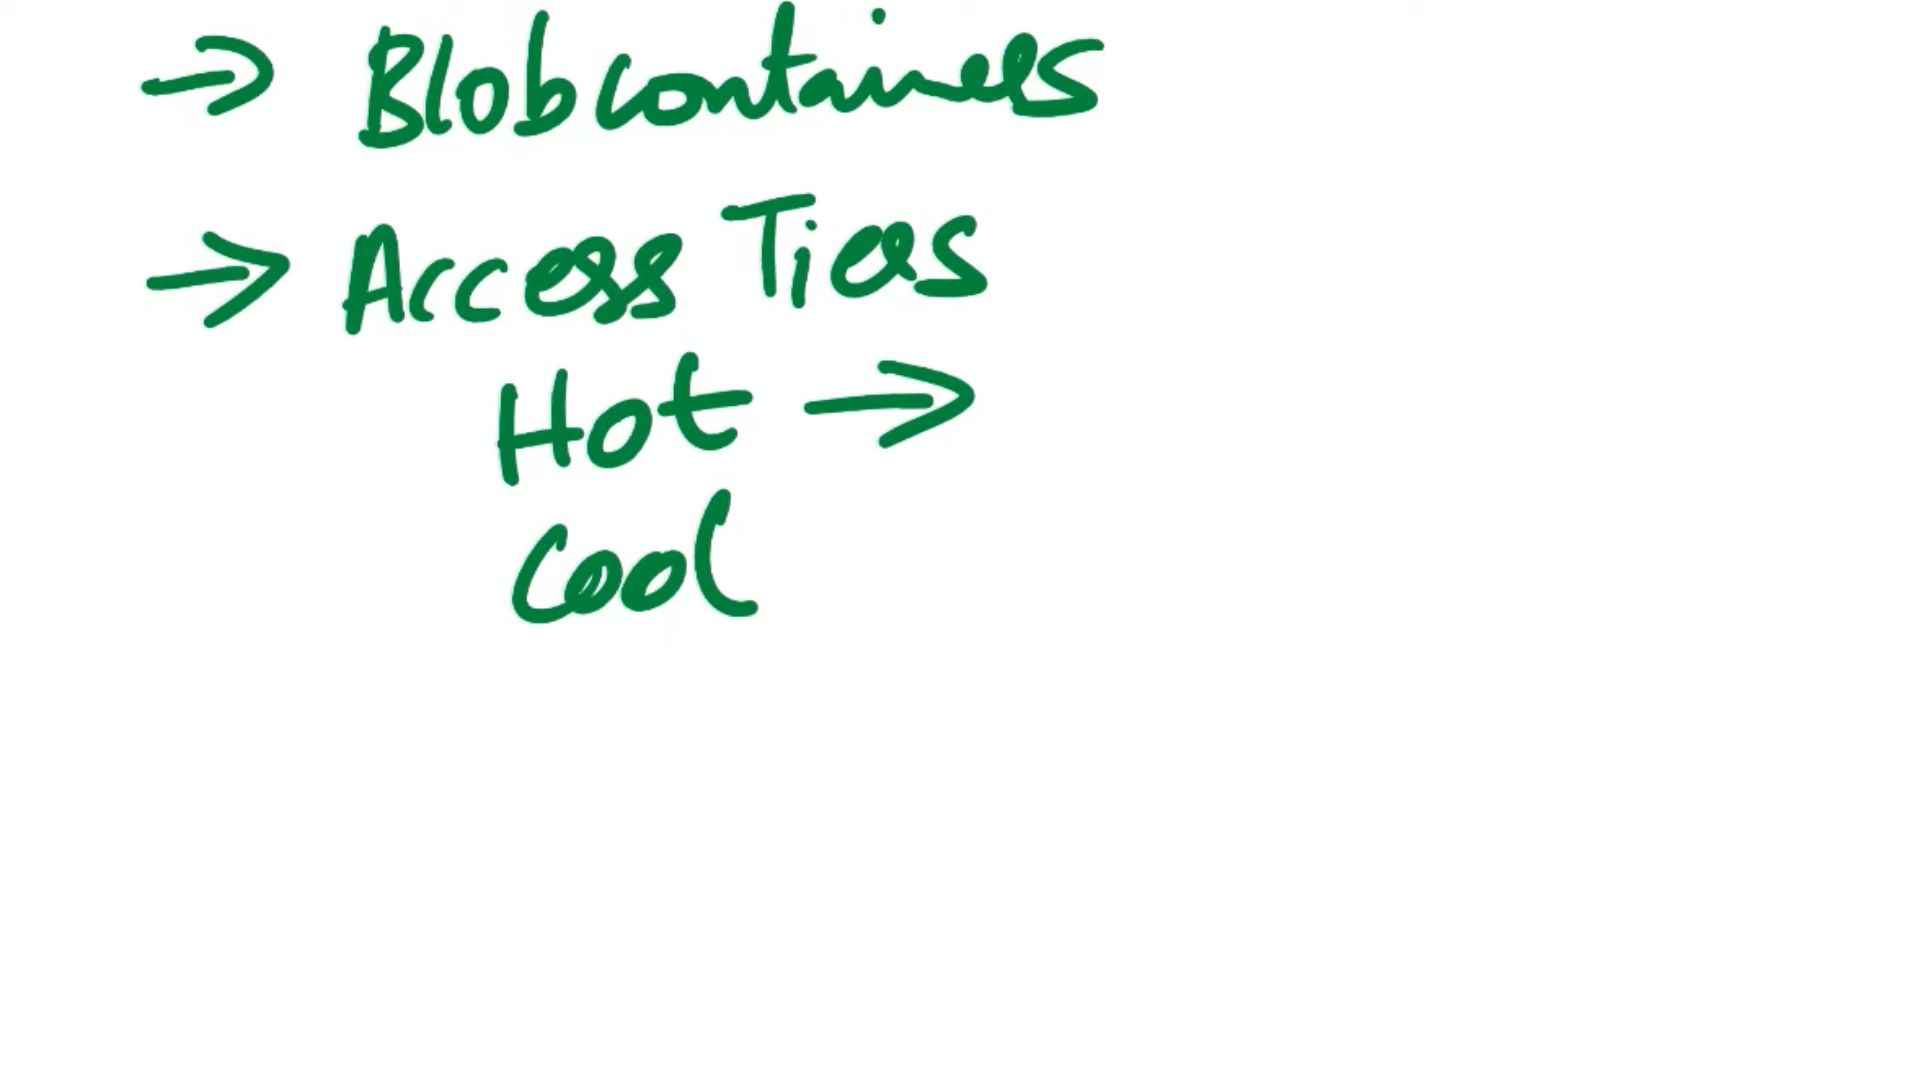 → Blob containers
→ Access Tiers
Hot →
Cool